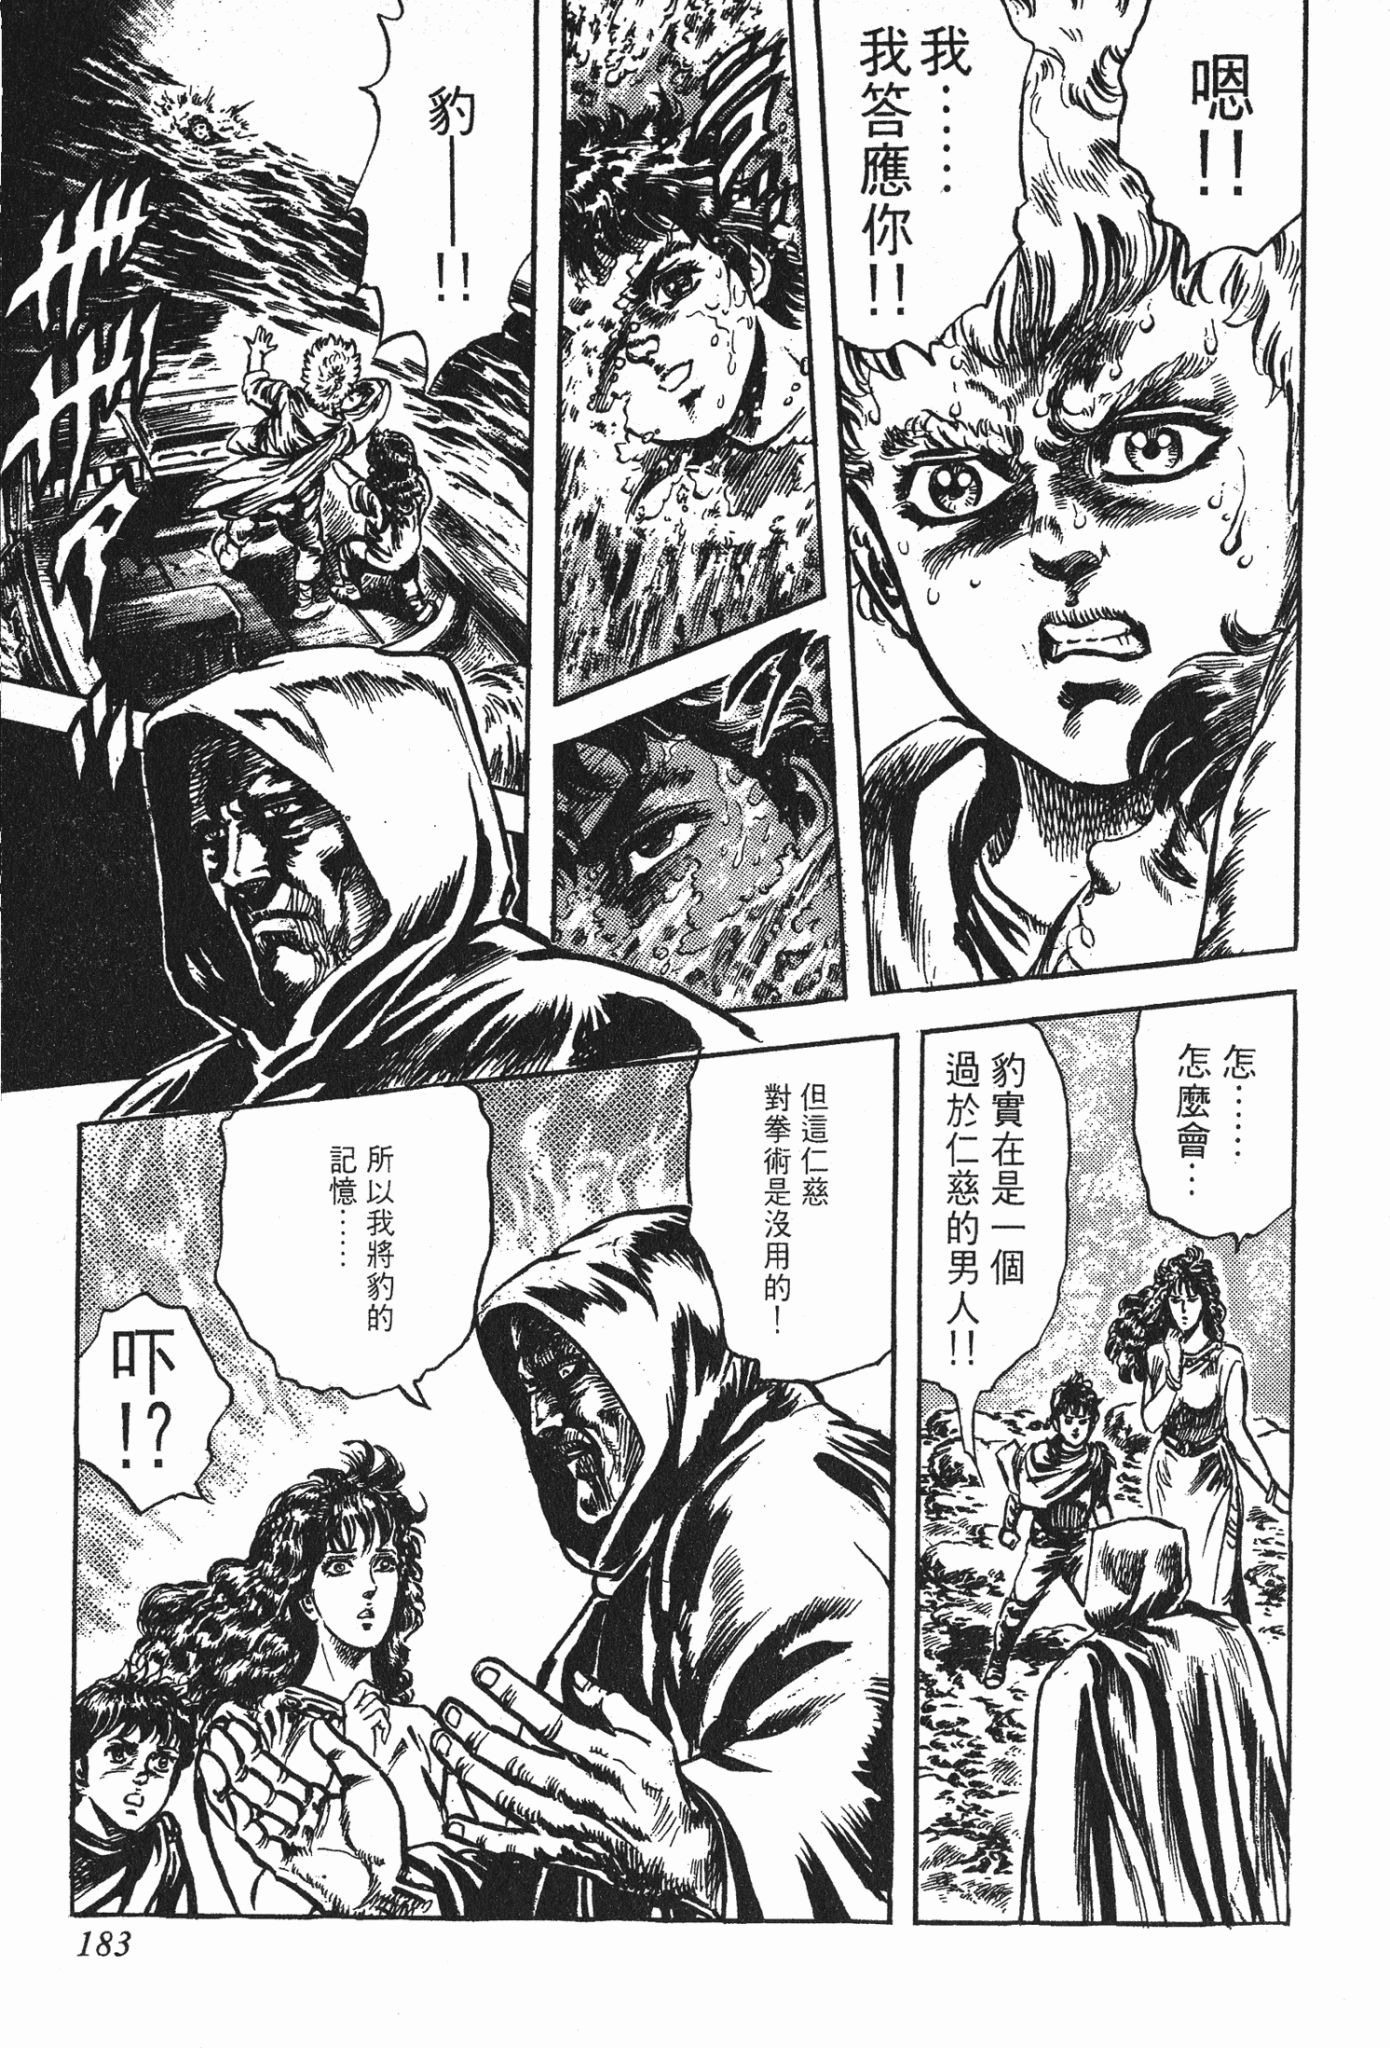 嗯!!
我……
我答應你!!
豹——!!
怎……
怎麼會…
豹實在是一個
過於仁慈的男人!!
但這仁慈
對拳術是沒用的!
所以我將豹的
記憶……
吓!?
183